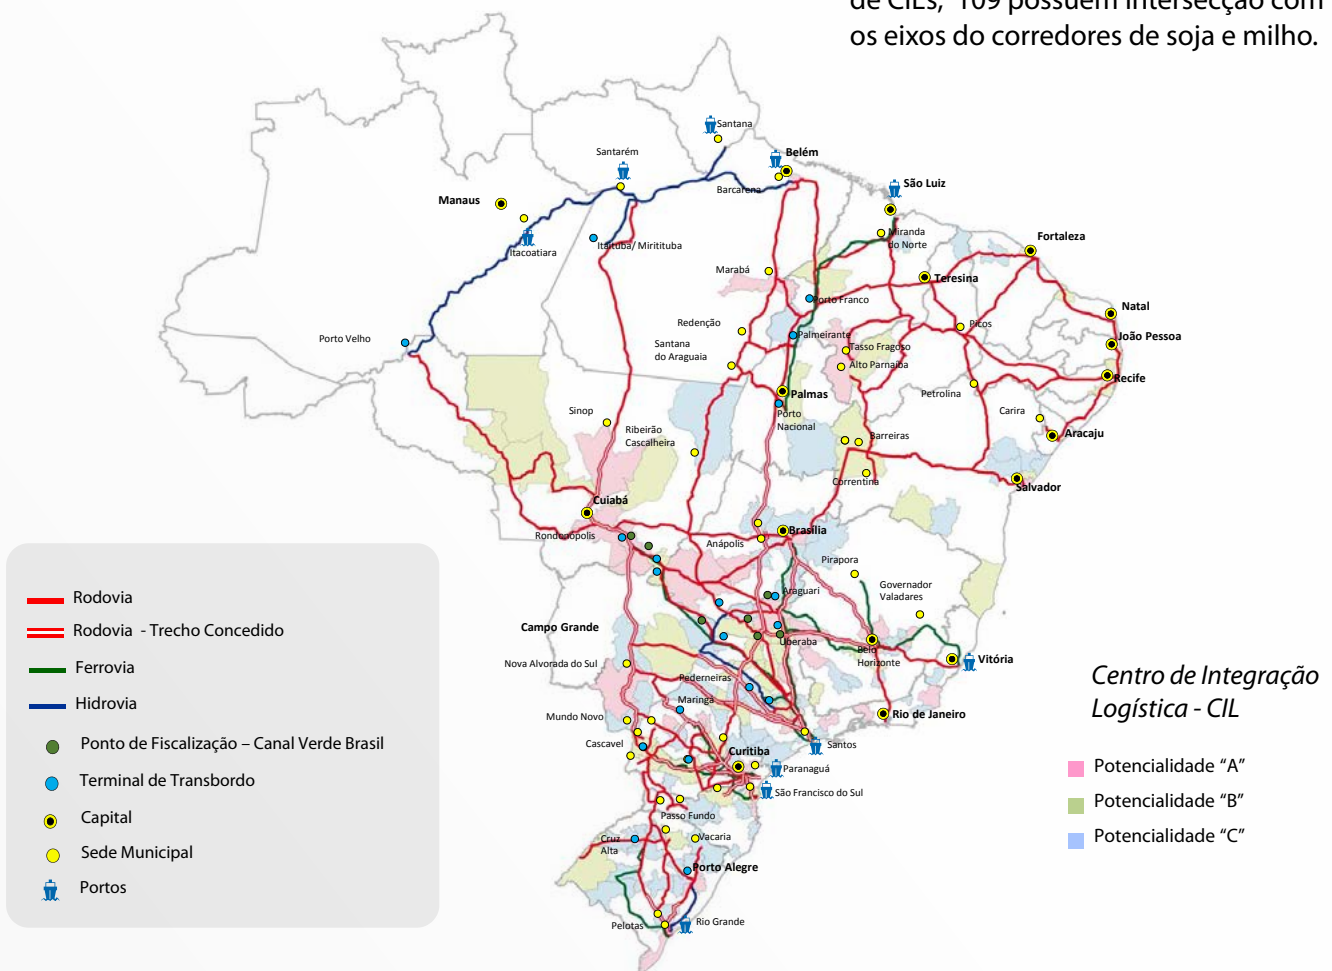 de CILs, 109 possuem intersecção com
os eixos do corredores de soja e milho.
Santana
Santarém
Belém
Barcarena
São Luiz
Manaus
Itacoatiara
Itaituba/ Miritituba
Miranda
do Norte
Fortaleza
Marabá
Teresina
Porto Franco
Natal
Redenção
Picos
Porto Velho
Palmeirante
João Pessoa
Santana
do Araguaia
Tasso Fragoso
Alto Parnaíba
Recife
Palmas
Petrolina
Sinop
Porto
Nacional
Carira
Ribeirão
Cascalheira
Barreiras
Aracaju
Correntina
Salvador
Cuiabá
Rondonópolis
Anápolis
Brasília
Pirapora
Governador
Valadares
Araguari
Campo Grande
Uberaba
Belo
Horizonte
Vitória
Nova Alvorada do Sul
Pederneiras
Maringá
Mundo Novo
Rio de Janeiro
Cascavel
Santos
Curitiba
Paranaguá
São Francisco do Sul
Passo Fundo
Cruz
Alta
Vacaria
Porto Alegre
Pelotas
Rio Grande
Rodovia
Rodovia - Trecho Concedido
Ferrovia
Hidrovia
Ponto de Fiscalização – Canal Verde Brasil
Terminal de Transbordo
Capital
Sede Municipal
Portos
Centro de Integração
Logística - CIL
Potencialidade “A”
Potencialidade “B”
Potencialidade “C”